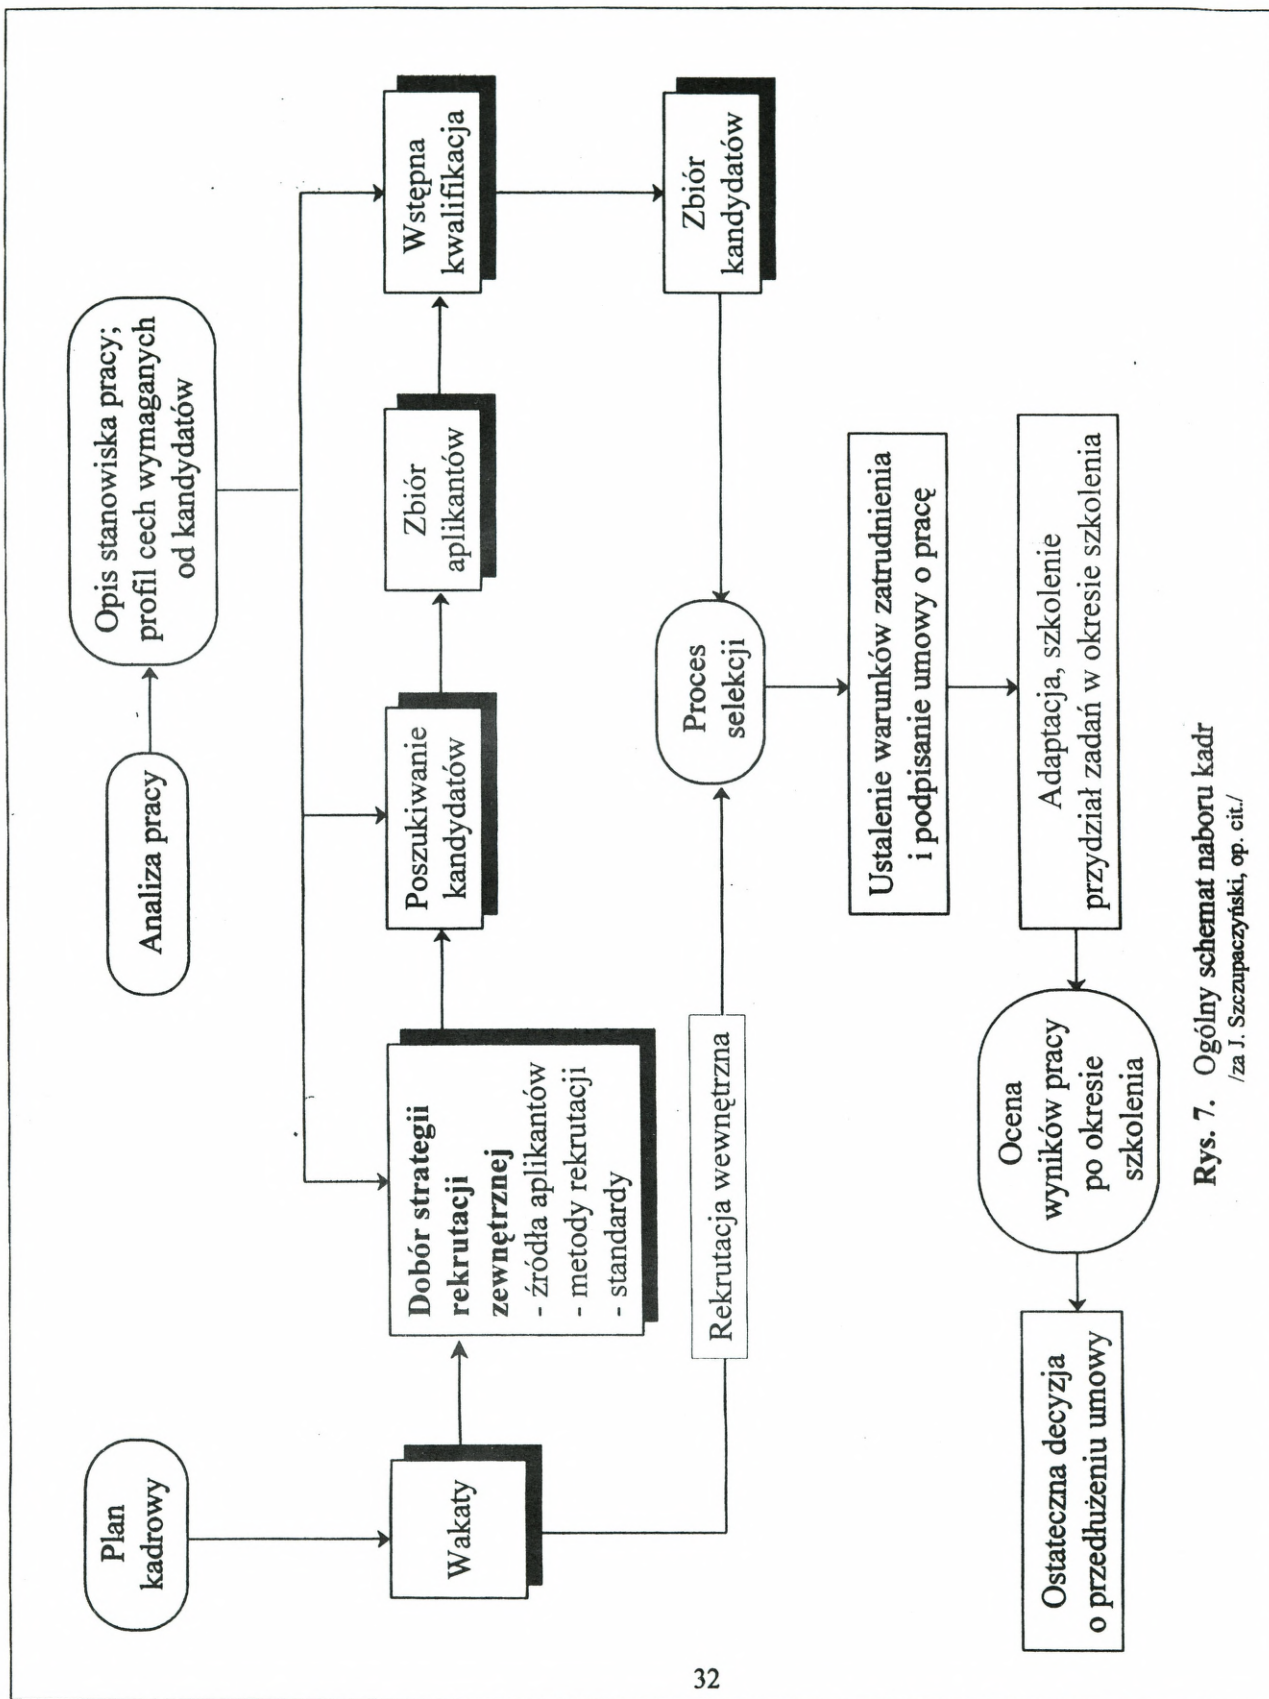 Plan
kadrowy
Analiza pracy
Opis stanowiska pracy;
profil cech wymaganych
od kandydatów
Wakaty
Dobór strategii
rekrutacji
zewnętrznej
- źródła aplikantów
- metody rekrutacji
- standardy
Poszukiwanie
kandydatów
Zbiór
aplikantów
Wstępna
kwalifikacja
Rekrutacja wewnętrzna
Proces
selekcji
Zbiór
kandydatów
Ustalenie warunków zatrudnienia
i podpisanie umowy o pracę
Adaptacja, szkolenie
przydział zadań w okresie szkolenia
Ocena
wyników pracy
po okresie
szkolenia
Ostateczna decyzja
o przedłużeniu umowy
Rys. 7. Ogólny schemat naboru kadr
/za J. Szczupaczyński, op. cit./
32